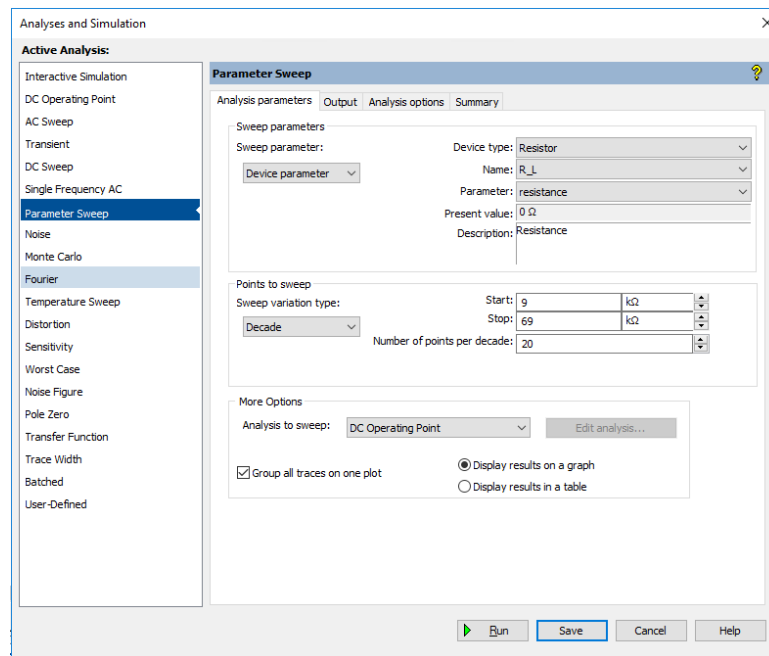 Analyses and Simulation
Active Analysis:
Interactive Simulation
DC Operating Point
AC Sweep
Transient
DC Sweep
Single Frequency AC
Parameter Sweep
Noise
Monte Carlo
Fourier
Temperature Sweep
Distortion
Sensitivity
Worst Case
Noise Figure
Pole Zero
Transfer Function
Trace Width
Batched
User-Defined
Parameter Sweep
Analysis parameters Output Analysis options Summary
Sweep parameters
Sweep parameter:
Device parameter
Device type: Resistor
Name: R_L
Parameter: resistance
Present value: 0 Ω
Description: Resistance
Points to sweep
Sweep variation type:
Decade
Start: 9 kΩ
Stop: 69 kΩ
Number of points per decade: 20
More Options
Analysis to sweep: DC Operating Point Edit analysis...
Group all traces on one plot
Display results on a graph
Display results in a table
Run Save Cancel Help